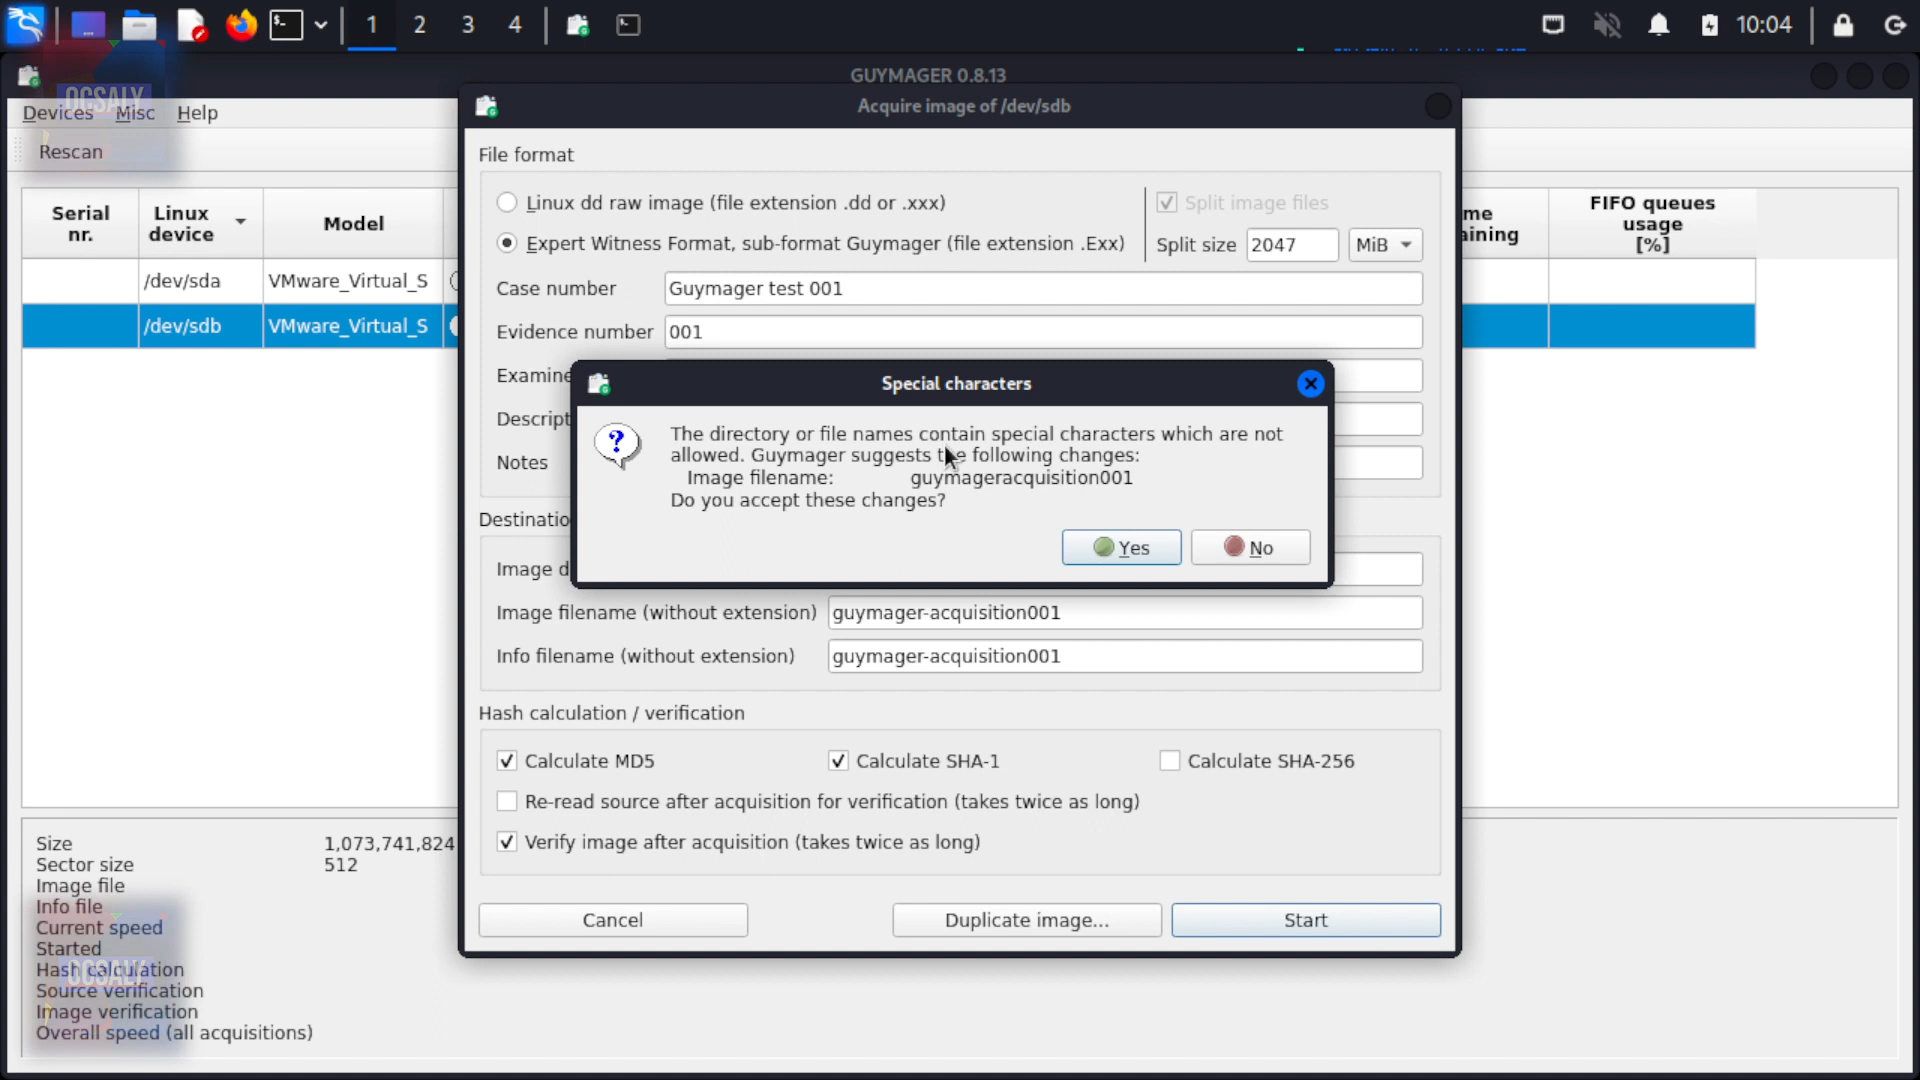 1 2 3 4 10:04
GUYMAGER 0.8.13
OCSALY
Devices Misc Help
Rescan
Serial nr.
Linux device
Model
FIFO queues usage [%]
/dev/sda VMware_Virtual_S
/dev/sdb VMware_Virtual_S
Acquire image of /dev/sdb
File format
Linux dd raw image (file extension .dd or .xxx)
Split image files
Expert Witness Format, sub-format Guymager (file extension .Exx)
Split size 2047 MiB
Case number Guymager test 001
Evidence number 001
Examine
Descript
Notes
Special characters
The directory or file names contain special characters which are not
allowed. Guymager suggests the following changes:
Image filename: guymageracquisition001
Do you accept these changes?
Yes No
Destinatio
Image d
Image filename (without extension) guymager-acquisition001
Info filename (without extension) guymager-acquisition001
Hash calculation / verification
Calculate MD5 Calculate SHA-1 Calculate SHA-256
Re-read source after acquisition for verification (takes twice as long)
Verify image after acquisition (takes twice as long)
Cancel Duplicate image... Start
Size 1,073,741,824
Sector size 512
Image file
Info file
Current speed
Started
Hash calculation
Source verification
Image verification
Overall speed (all acquisitions)
OCSALY